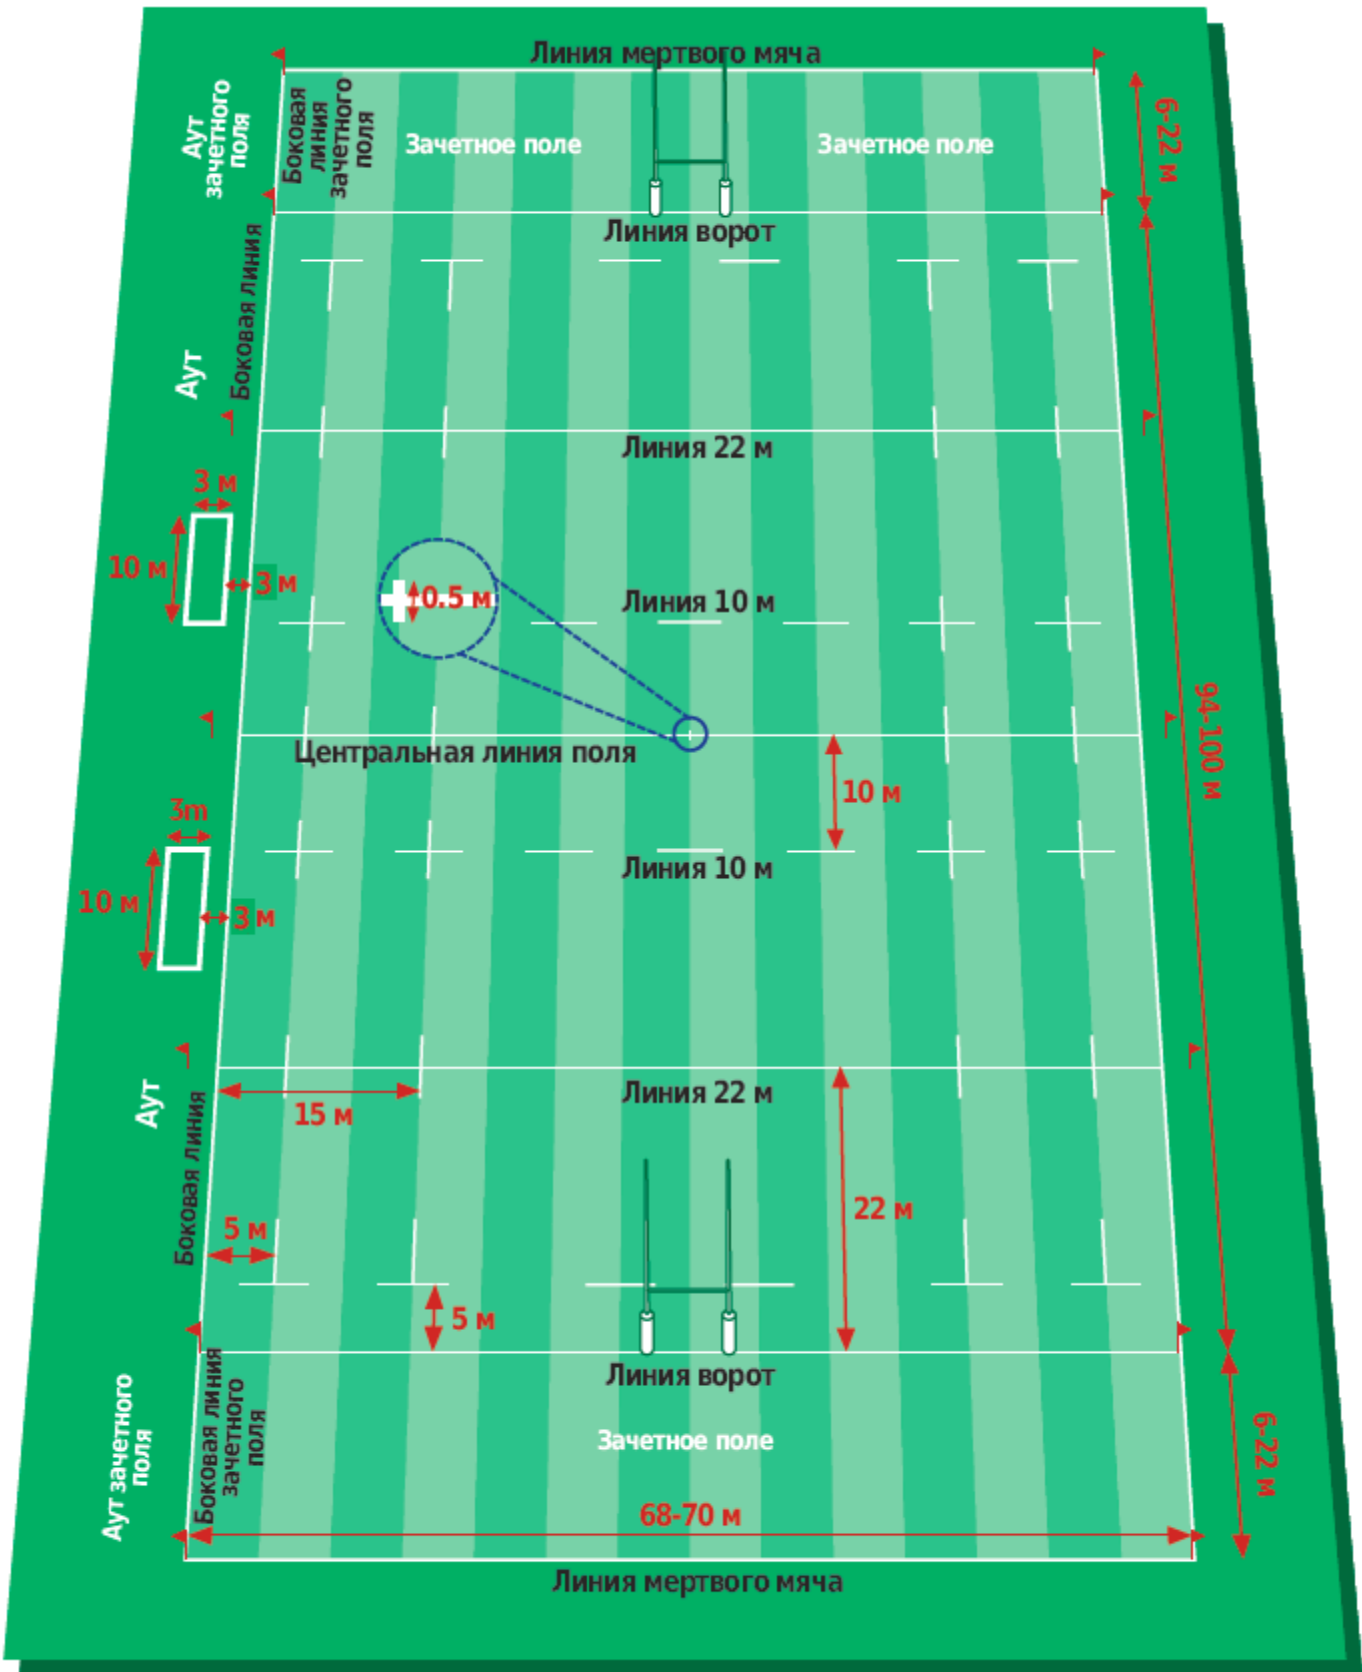 Линия мертвого мяча
Аут
зачетного
поля
Боковая
линия
зачетного
поля
Зачетное поле
Зачетное поле
6-22 м
Линия ворот
Боковая линия
Аут
Линия 22 м
3 м
10 м
3 м
0.5 м
Линия 10 м
94-100 м
Центральная линия поля
10 м
3m
Линия 10 м
10 м
3 м
Аут
Линия 22 м
15 м
Боковая линия
22 м
5 м
5 м
Линия ворот
Аут зачетного
поля
Боковая линия
зачетного
поля
Зачетное поле
6-22 м
68-70 м
Линия мертвого мяча